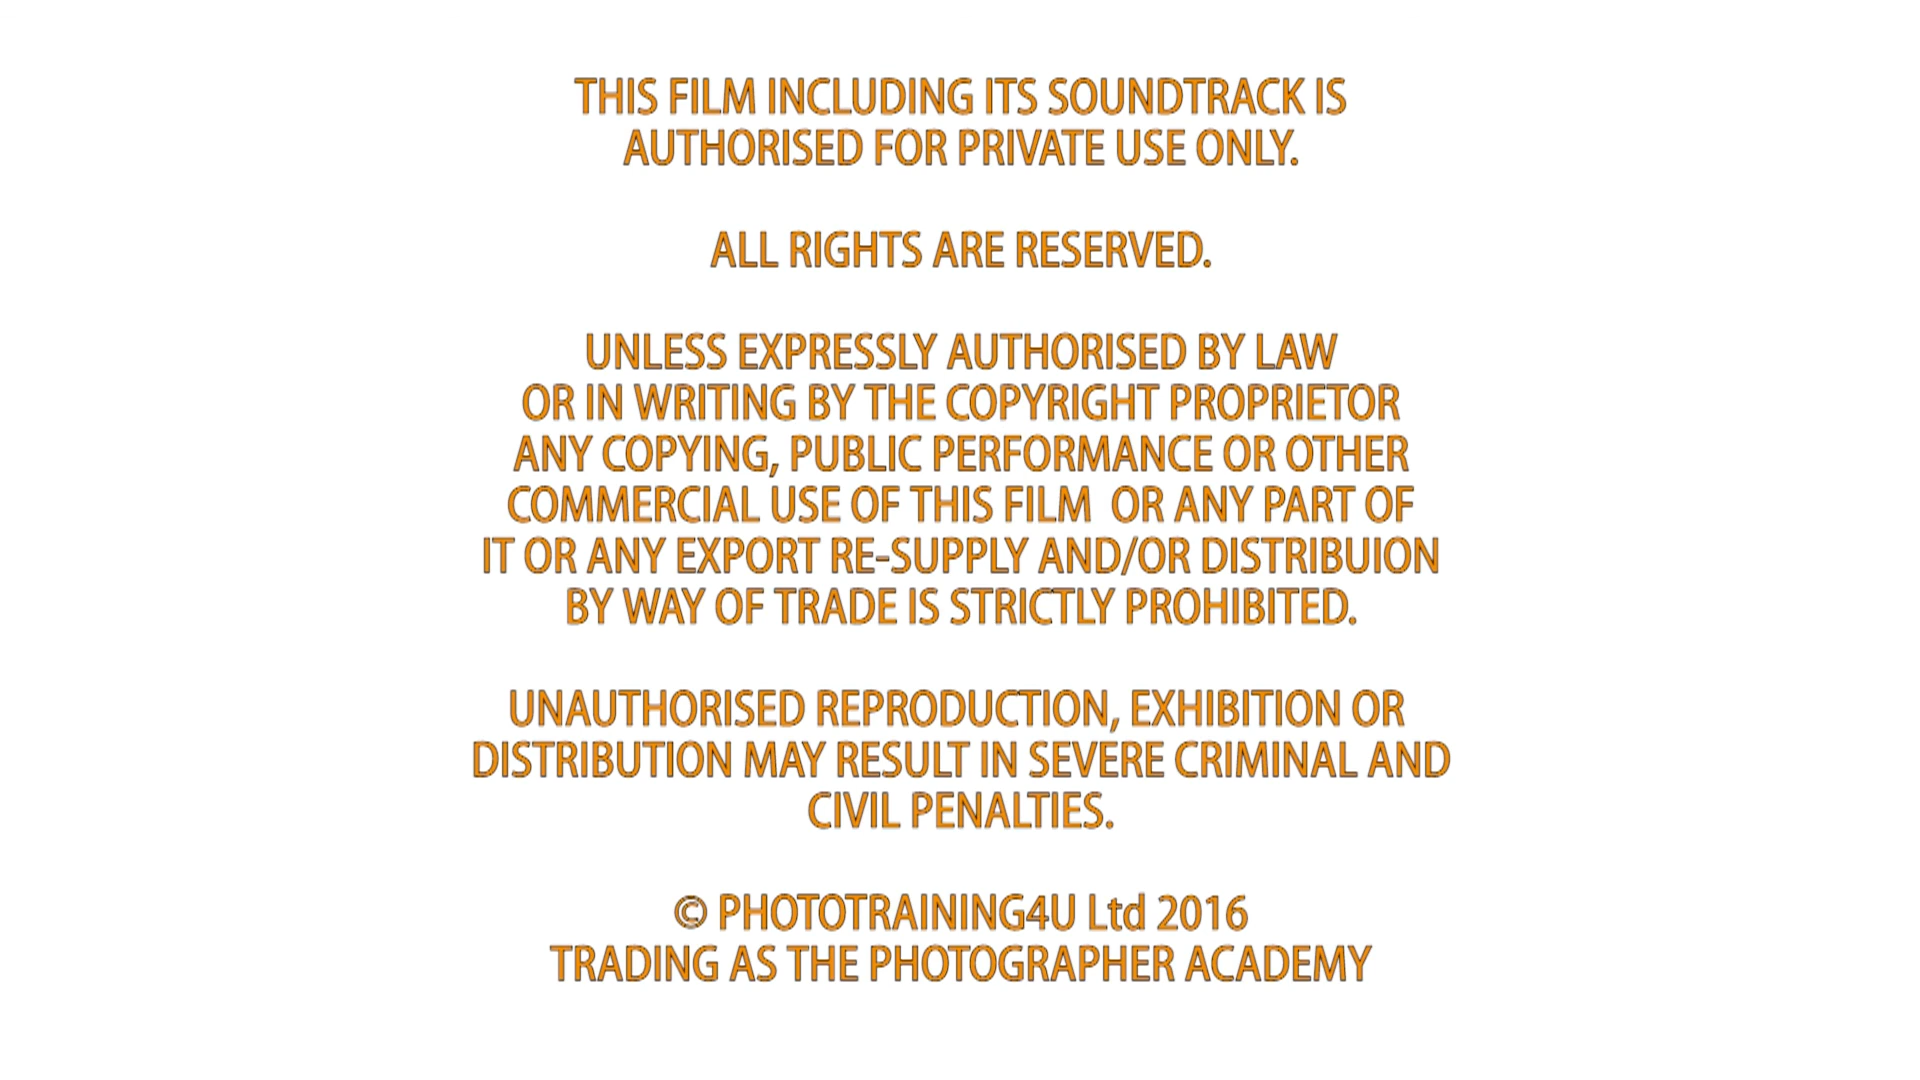 THIS FILM INCLUDING ITS SOUNDTRACK IS
AUTHORISED FOR PRIVATE USE ONLY.
ALL RIGHTS ARE RESERVED.
UNLESS EXPRESSLY AUTHORISED BY LAW
OR IN WRITING BY THE COPYRIGHT PROPRIETOR
ANY COPYING, PUBLIC PERFORMANCE OR OTHER
COMMERCIAL USE OF THIS FILM OR ANY PART OF
IT OR ANY EXPORT RE-SUPPLY AND/OR DISTRIBUION
BY WAY OF TRADE IS STRICTLY PROHIBITED.
UNAUTHORISED REPRODUCTION, EXHIBITION OR
DISTRIBUTION MAY RESULT IN SEVERE CRIMINAL AND
CIVIL PENALTIES.
© PHOTOTRAINING4U Ltd 2016
TRADING AS THE PHOTOGRAPHER ACADEMY